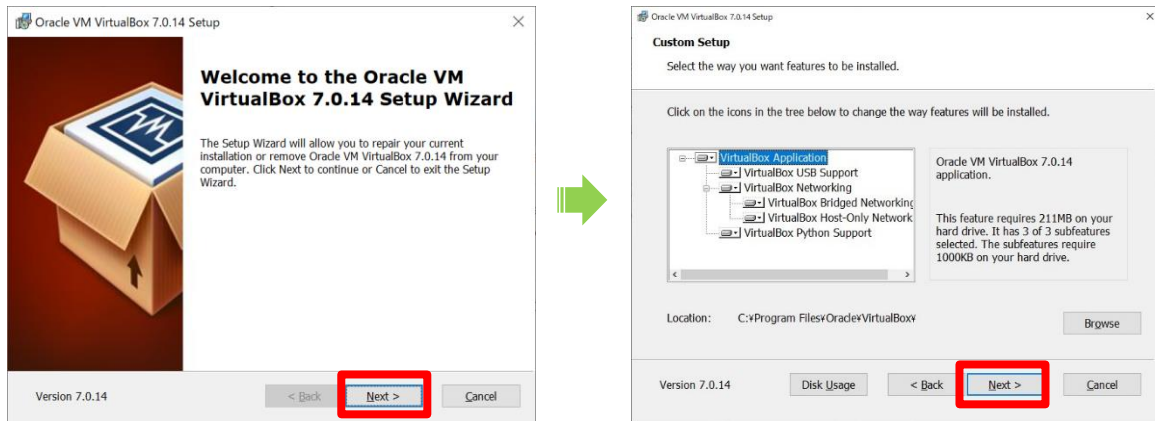 Oracle VM VirtualBox 7.0.14 Setup
Welcome to the Oracle VM
VirtualBox 7.0.14 Setup Wizard
The Setup Wizard will allow you to repair your current
installation or remove Oracle VM VirtualBox 7.0.14 from your
computer. Click Next to continue or Cancel to exit the Setup
Wizard.
Version 7.0.14
< Back
Next >
Cancel
Oracle VM VirtualBox 7.0.14 Setup
Custom Setup
Select the way you want features to be installed.
Click on the icons in the tree below to change the way features will be installed.
VirtualBox Application
VirtualBox USB Support
VirtualBox Networking
VirtualBox Bridged Networking
VirtualBox Host-Only Network
VirtualBox Python Support
Oracle VM VirtualBox 7.0.14
application.
This feature requires 211MB on your
hard drive. It has 3 of 3 subfeatures
selected. The subfeatures require
1000KB on your hard drive.
Location: C:¥Program Files¥Oracle¥VirtualBox¥
Browse
Version 7.0.14
Disk Usage
< Back
Next >
Cancel